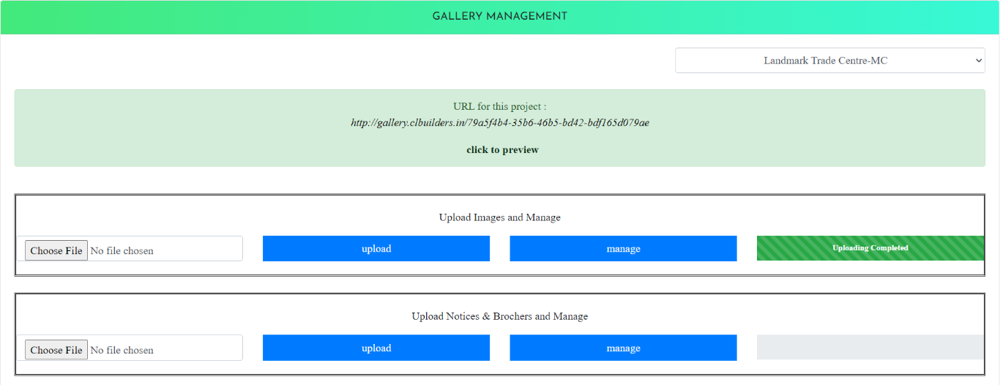 GALLERY MANAGEMENT
Landmark Trade Centre-MC
URL for this project :
http://gallery.clbuilders.in/79a5f4b4-35b6-46b5-bd42-bdf165d079ae
click to preview
Upload Images and Manage
Choose File No file chosen upload manage Uploading Completed
Upload Notices & Brochers and Manage
Choose File No file chosen upload manage